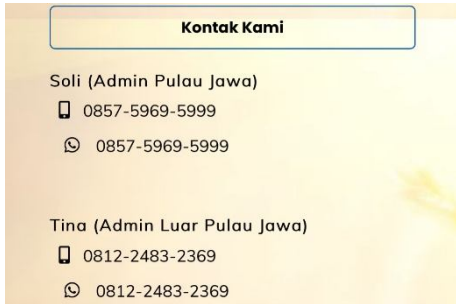 Kontak Kami
Soli (Admin Pulau Jawa)
0857-5969-5999
0857-5969-5999
Tina (Admin Luar Pulau Jawa)
0812-2483-2369
0812-2483-2369